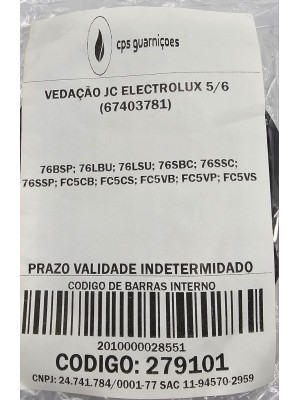 cps guarnições
VEDAÇÃO JC ELECTROLUX 5/6
(67403781)
76BSP; 76LBU; 76LSU; 76SBC; 76SSC;
76SSP; FC5CB; FC5CS; FC5VB; FC5VP; FC5VS
PRAZO VALIDADE INDETERMIDADO
CODIGO DE BARRAS INTERNO
2010000028551
CODIGO: 279101
CNPJ: 24.741.784/0001-77 SAC 11-94570-2959